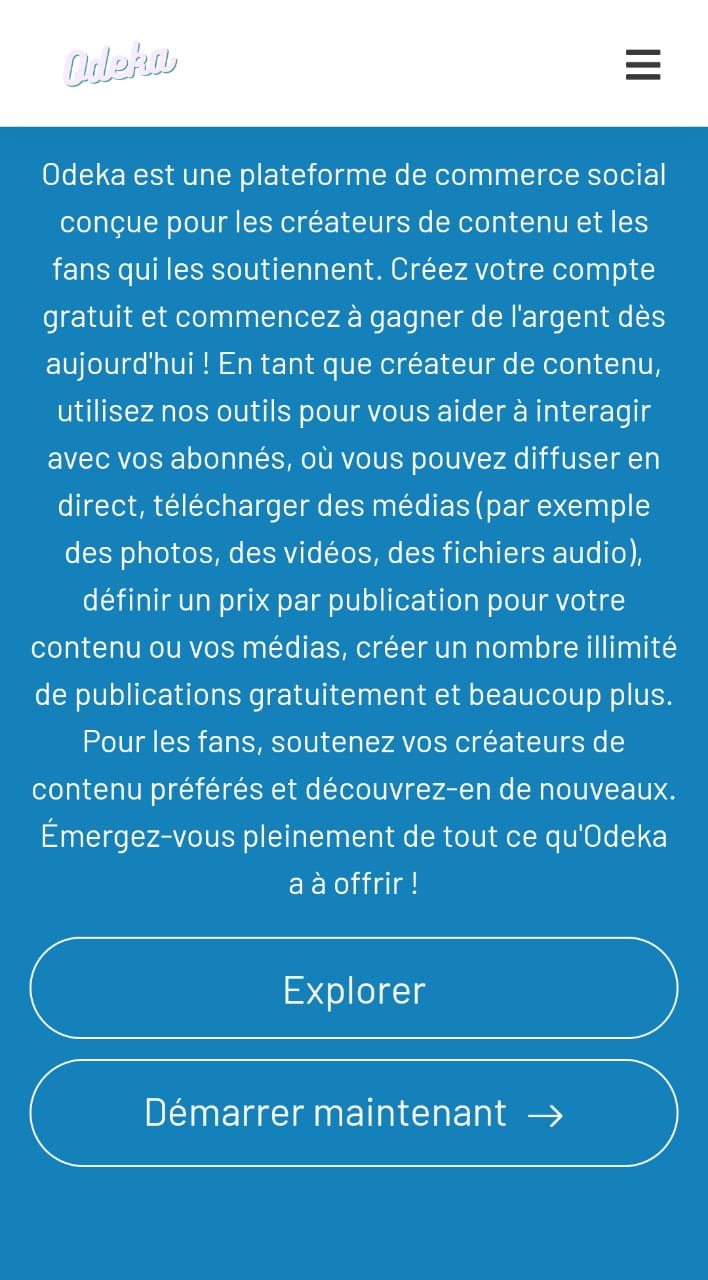 Odeka
Odeka est une plateforme de commerce social
conçue pour les créateurs de contenu et les
fans qui les soutiennent. Créez votre compte
gratuit et commencez à gagner de l'argent dès
aujourd'hui ! En tant que créateur de contenu,
utilisez nos outils pour vous aider à interagir
avec vos abonnés, où vous pouvez diffuser en
direct, télécharger des médias (par exemple
des photos, des vidéos, des fichiers audio),
définir un prix par publication pour votre
contenu ou vos médias, créer un nombre illimité
de publications gratuitement et beaucoup plus.
Pour les fans, soutenez vos créateurs de
contenu préférés et découvrez-en de nouveaux.
Émergez-vous pleinement de tout ce qu'Odeka
a à offrir !
Explorer
Démarrer maintenant →